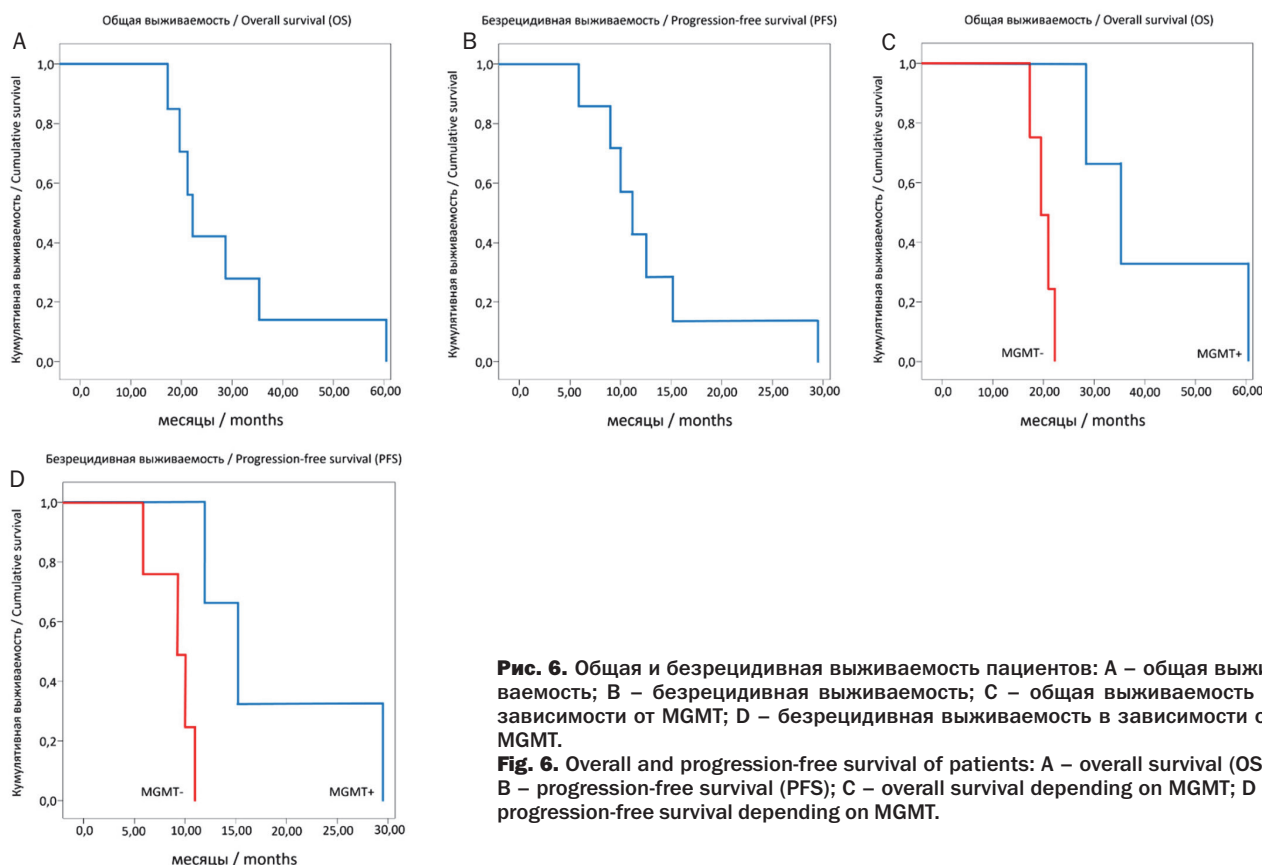 Общая выживаемость / Overall survival (OS)
A
Кумулятивная выживаемость / Cumulative survival
1,0
0,8
0,6
0,4
0,2
0,0
0,0 10,00 20,00 30,00 40,00 50,00 60,00
месяцы / months
Безрецидивная выживаемость / Progression-free survival (PFS)
B
Кумулятивная выживаемость / Cumulative survival
1,0
0,8
0,6
0,4
0,2
0,0
0,0 5,00 10,00 15,00 20,00 25,00 30,00
месяцы / months
Общая выживаемость / Overall survival (OS)
C
Кумулятивная выживаемость / Cumulative survival
1,0
0,8
0,6
0,4
0,2
0,0
MGMT- MGMT+
0,0 10,00 20,00 30,00 40,00 50,00 60,00
месяцы / months
Безрецидивная выживаемость / Progression-free survival (PFS)
D
Кумулятивная выживаемость / Cumulative survival
1,0
0,8
0,6
0,4
0,2
0,0
MGMT- MGMT+
0,0 5,00 10,00 15,00 20,00 25,00 30,00
месяцы / months
Рис. 6. Общая и безрецидивная выживаемость пациентов: A – общая выжи
ваемость; B – безрецидивная выживаемость; C – общая выживаемость
зависимости от MGMT; D – безрецидивная выживаемость в зависимости о
MGMT.
Fig. 6. Overall and progression-free survival of patients: A – overall survival (OS
B – progression-free survival (PFS); C – overall survival depending on MGMT; D
progression-free survival depending on MGMT.